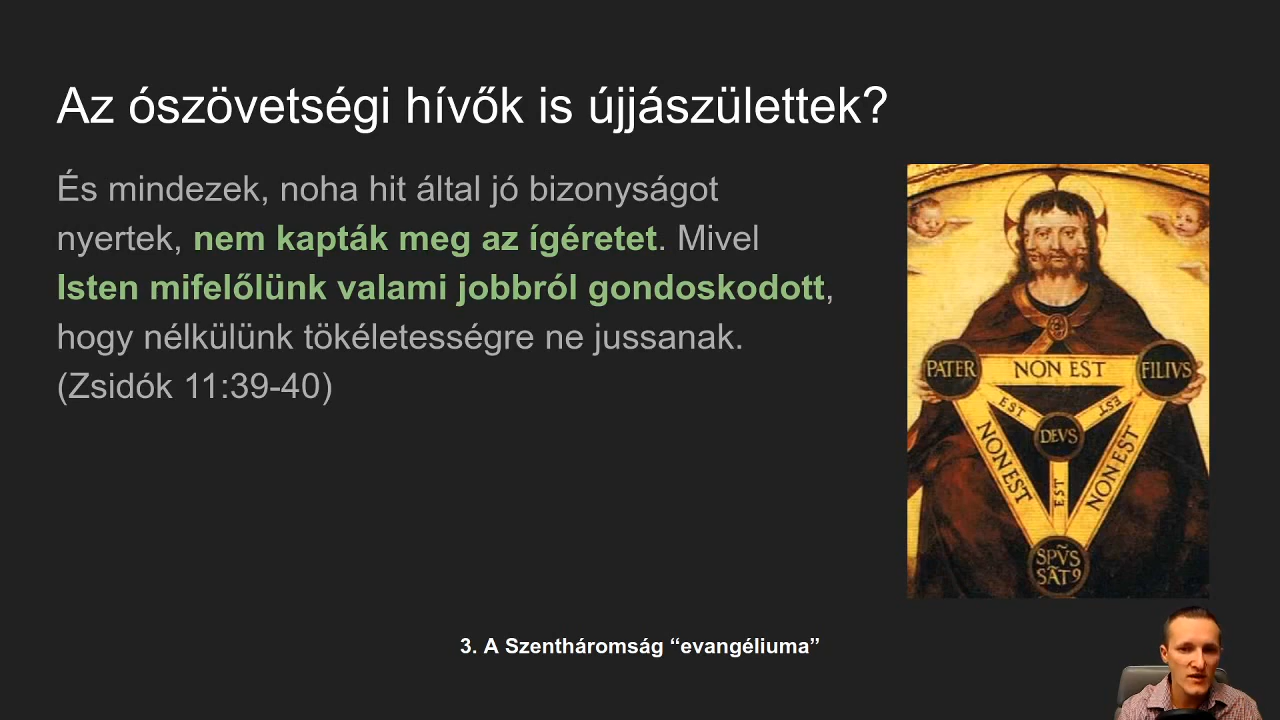 Az ószövetségi hívők is újjászülettek?
És mindezek, noha hit által jó bizonyságot
nyertek, nem kapták meg az ígéretet. Mivel
Isten mifelőlünk valami jobbról gondoskodott,
hogy nélkülünk tökéletességre ne jussanak.
(Zsidók 11:39-40)
PATER
NON EST
FILIVS
EST
EST
DEVS
NON EST
EST
NON EST
SPṼS
SÃT9
3. A Szentháromság “evangéliuma”